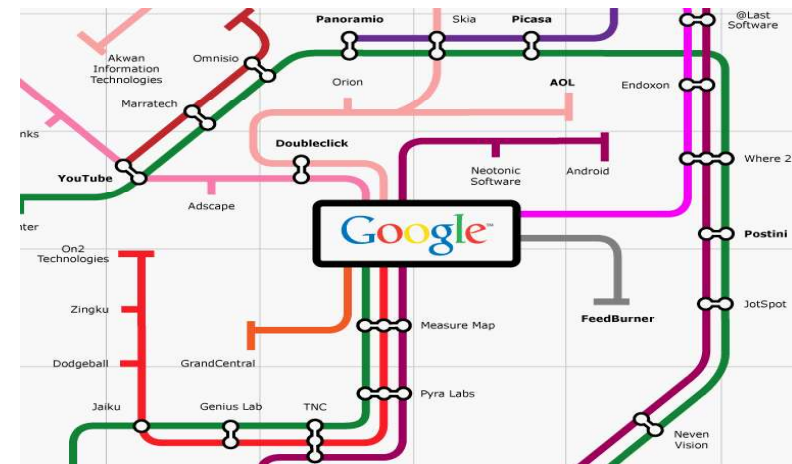 Panoramio
Skia
Picasa
@Last
Software
Akwan
Information
Technologies
Omnisio
Orion
AOL
Endoxon
Marratech
nks
Doubleclick
Where 2
YouTube
Neotonic
Software
Android
Adscape
nter
Google™
Postini
On2
Technologies
Zingku
FeedBurner
JotSpot
Measure Map
Dodgeball
GrandCentral
Pyra Labs
Jaiku
Genius Lab
TNC
Neven
Vision